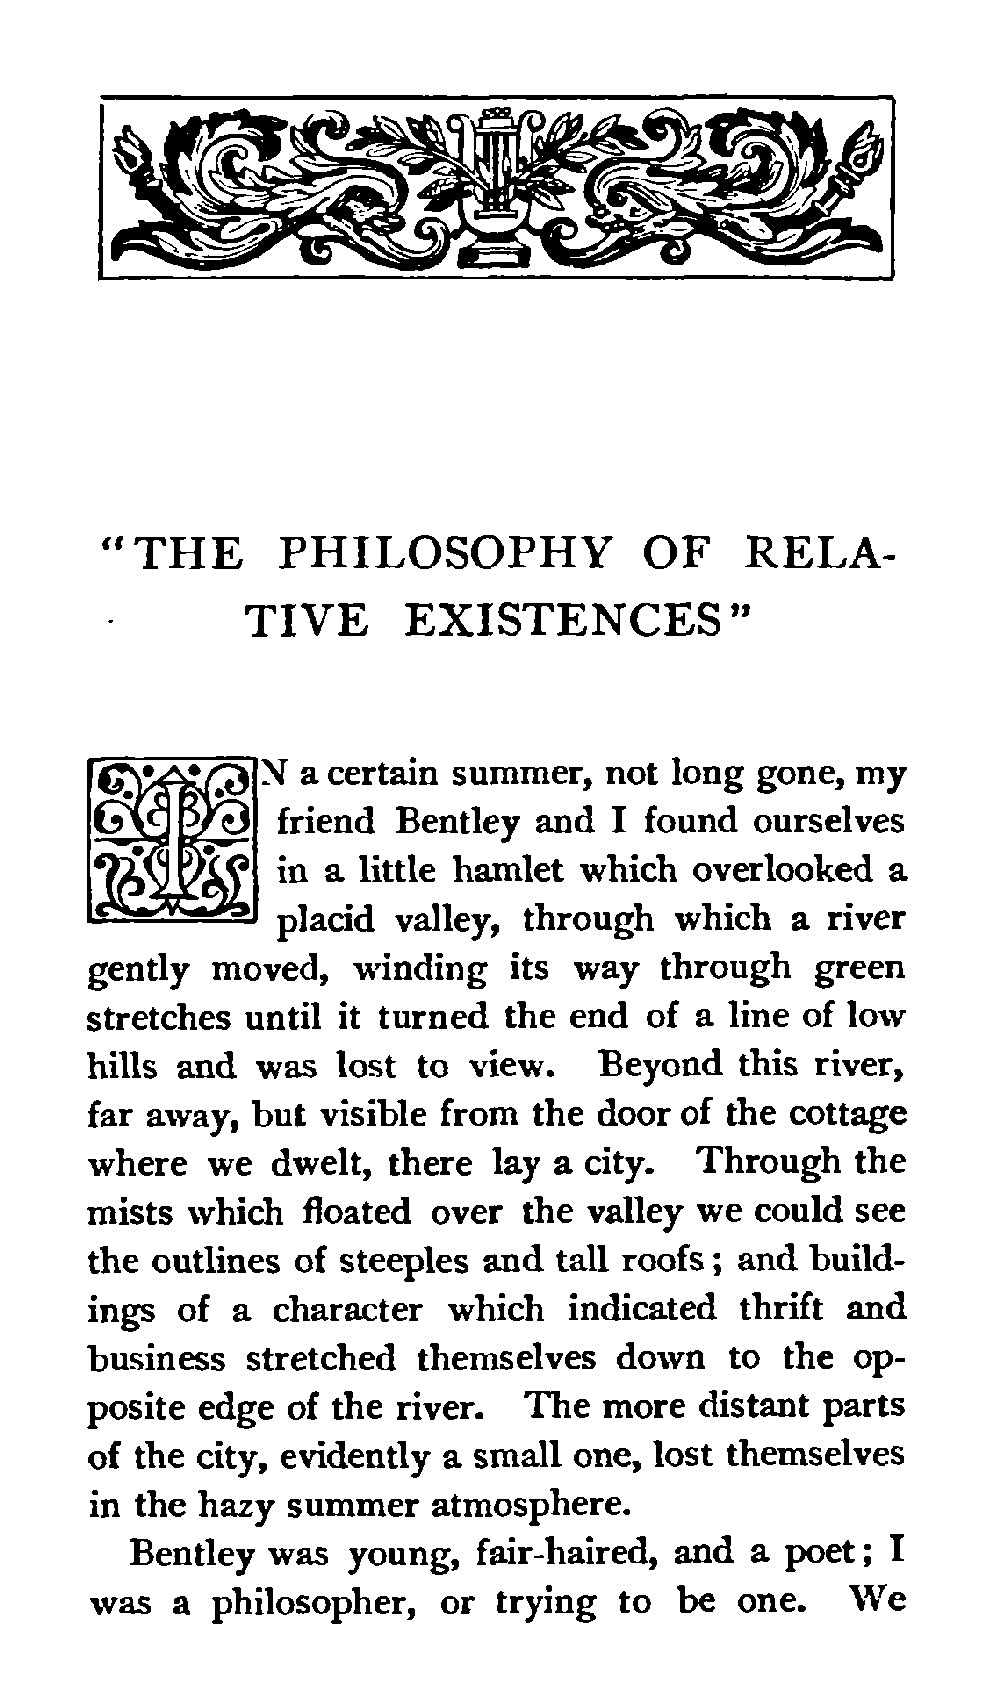 “THE PHILOSOPHY OF RELA-
TIVE EXISTENCES”
IN a certain summer, not long gone, my
friend Bentley and I found ourselves
in a little hamlet which overlooked a
placid valley, through which a river
gently moved, winding its way through green
stretches until it turned the end of a line of low
hills and was lost to view. Beyond this river,
far away, but visible from the door of the cottage
where we dwelt, there lay a city. Through the
mists which floated over the valley we could see
the outlines of steeples and tall roofs; and build-
ings of a character which indicated thrift and
business stretched themselves down to the op-
posite edge of the river. The more distant parts
of the city, evidently a small one, lost themselves
in the hazy summer atmosphere.
Bentley was young, fair-haired, and a poet; I
was a philosopher, or trying to be one. We